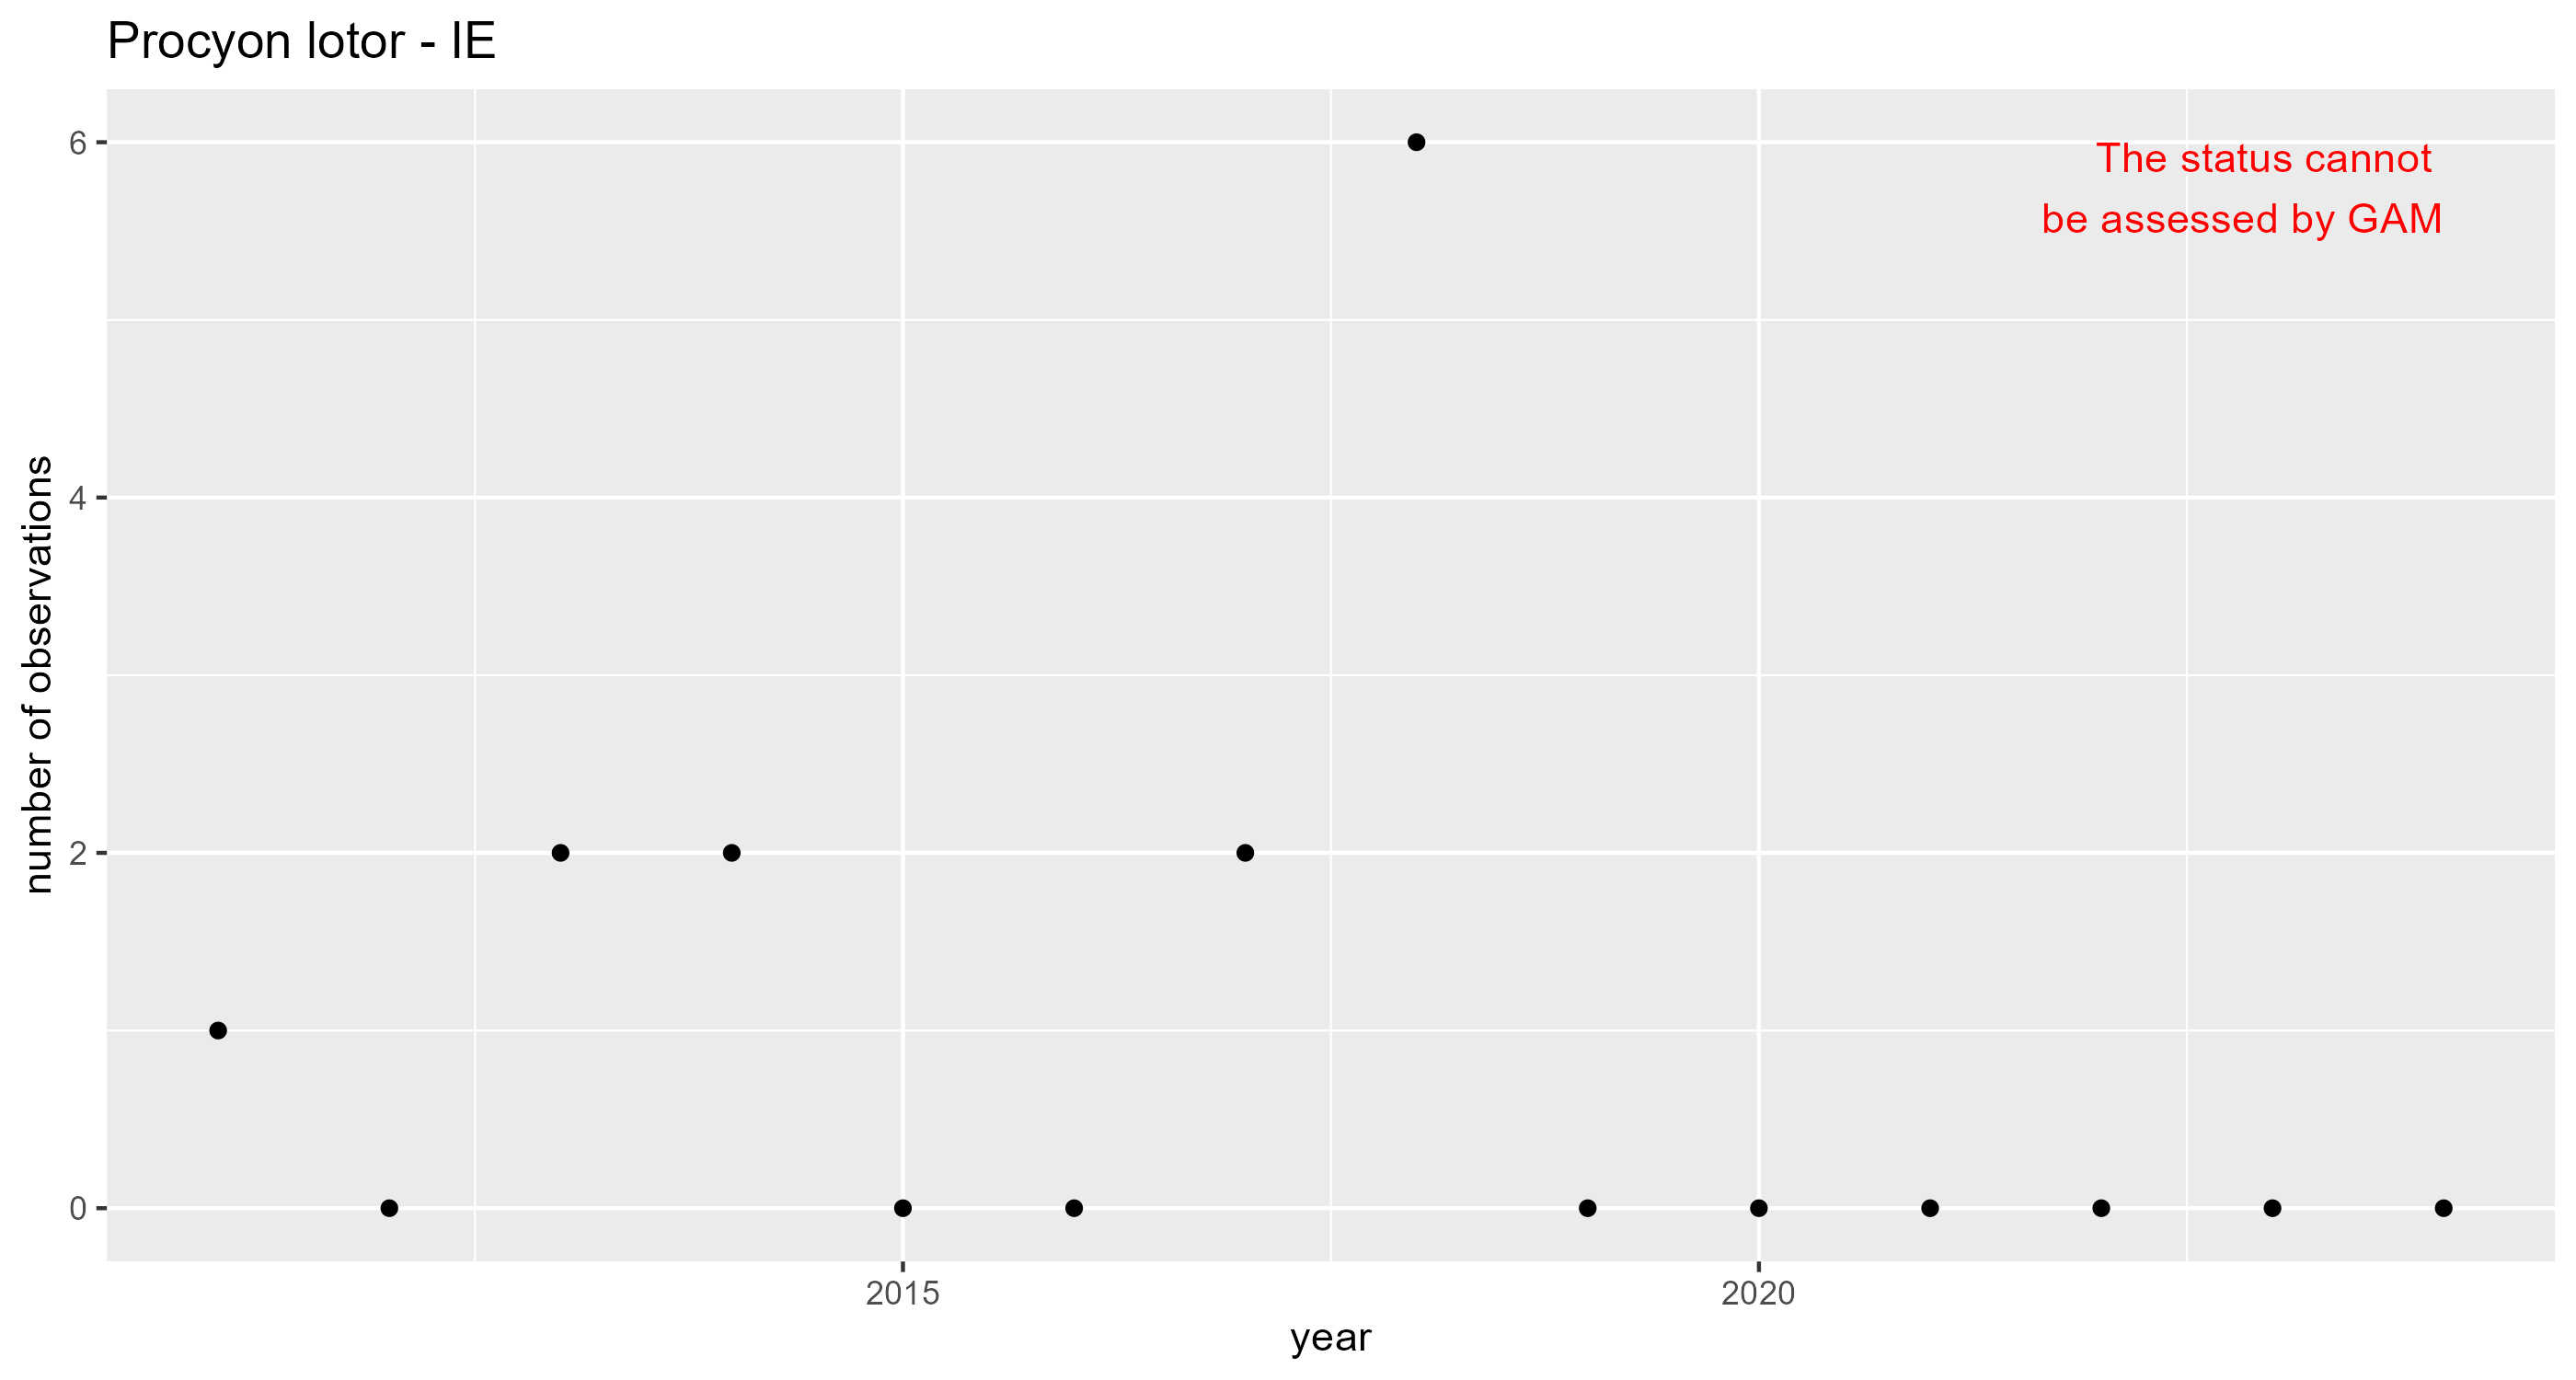 Procyon lotor - IE
The status cannot
be assessed by GAM
number of observations
6
4
2
0
2015
2020
year